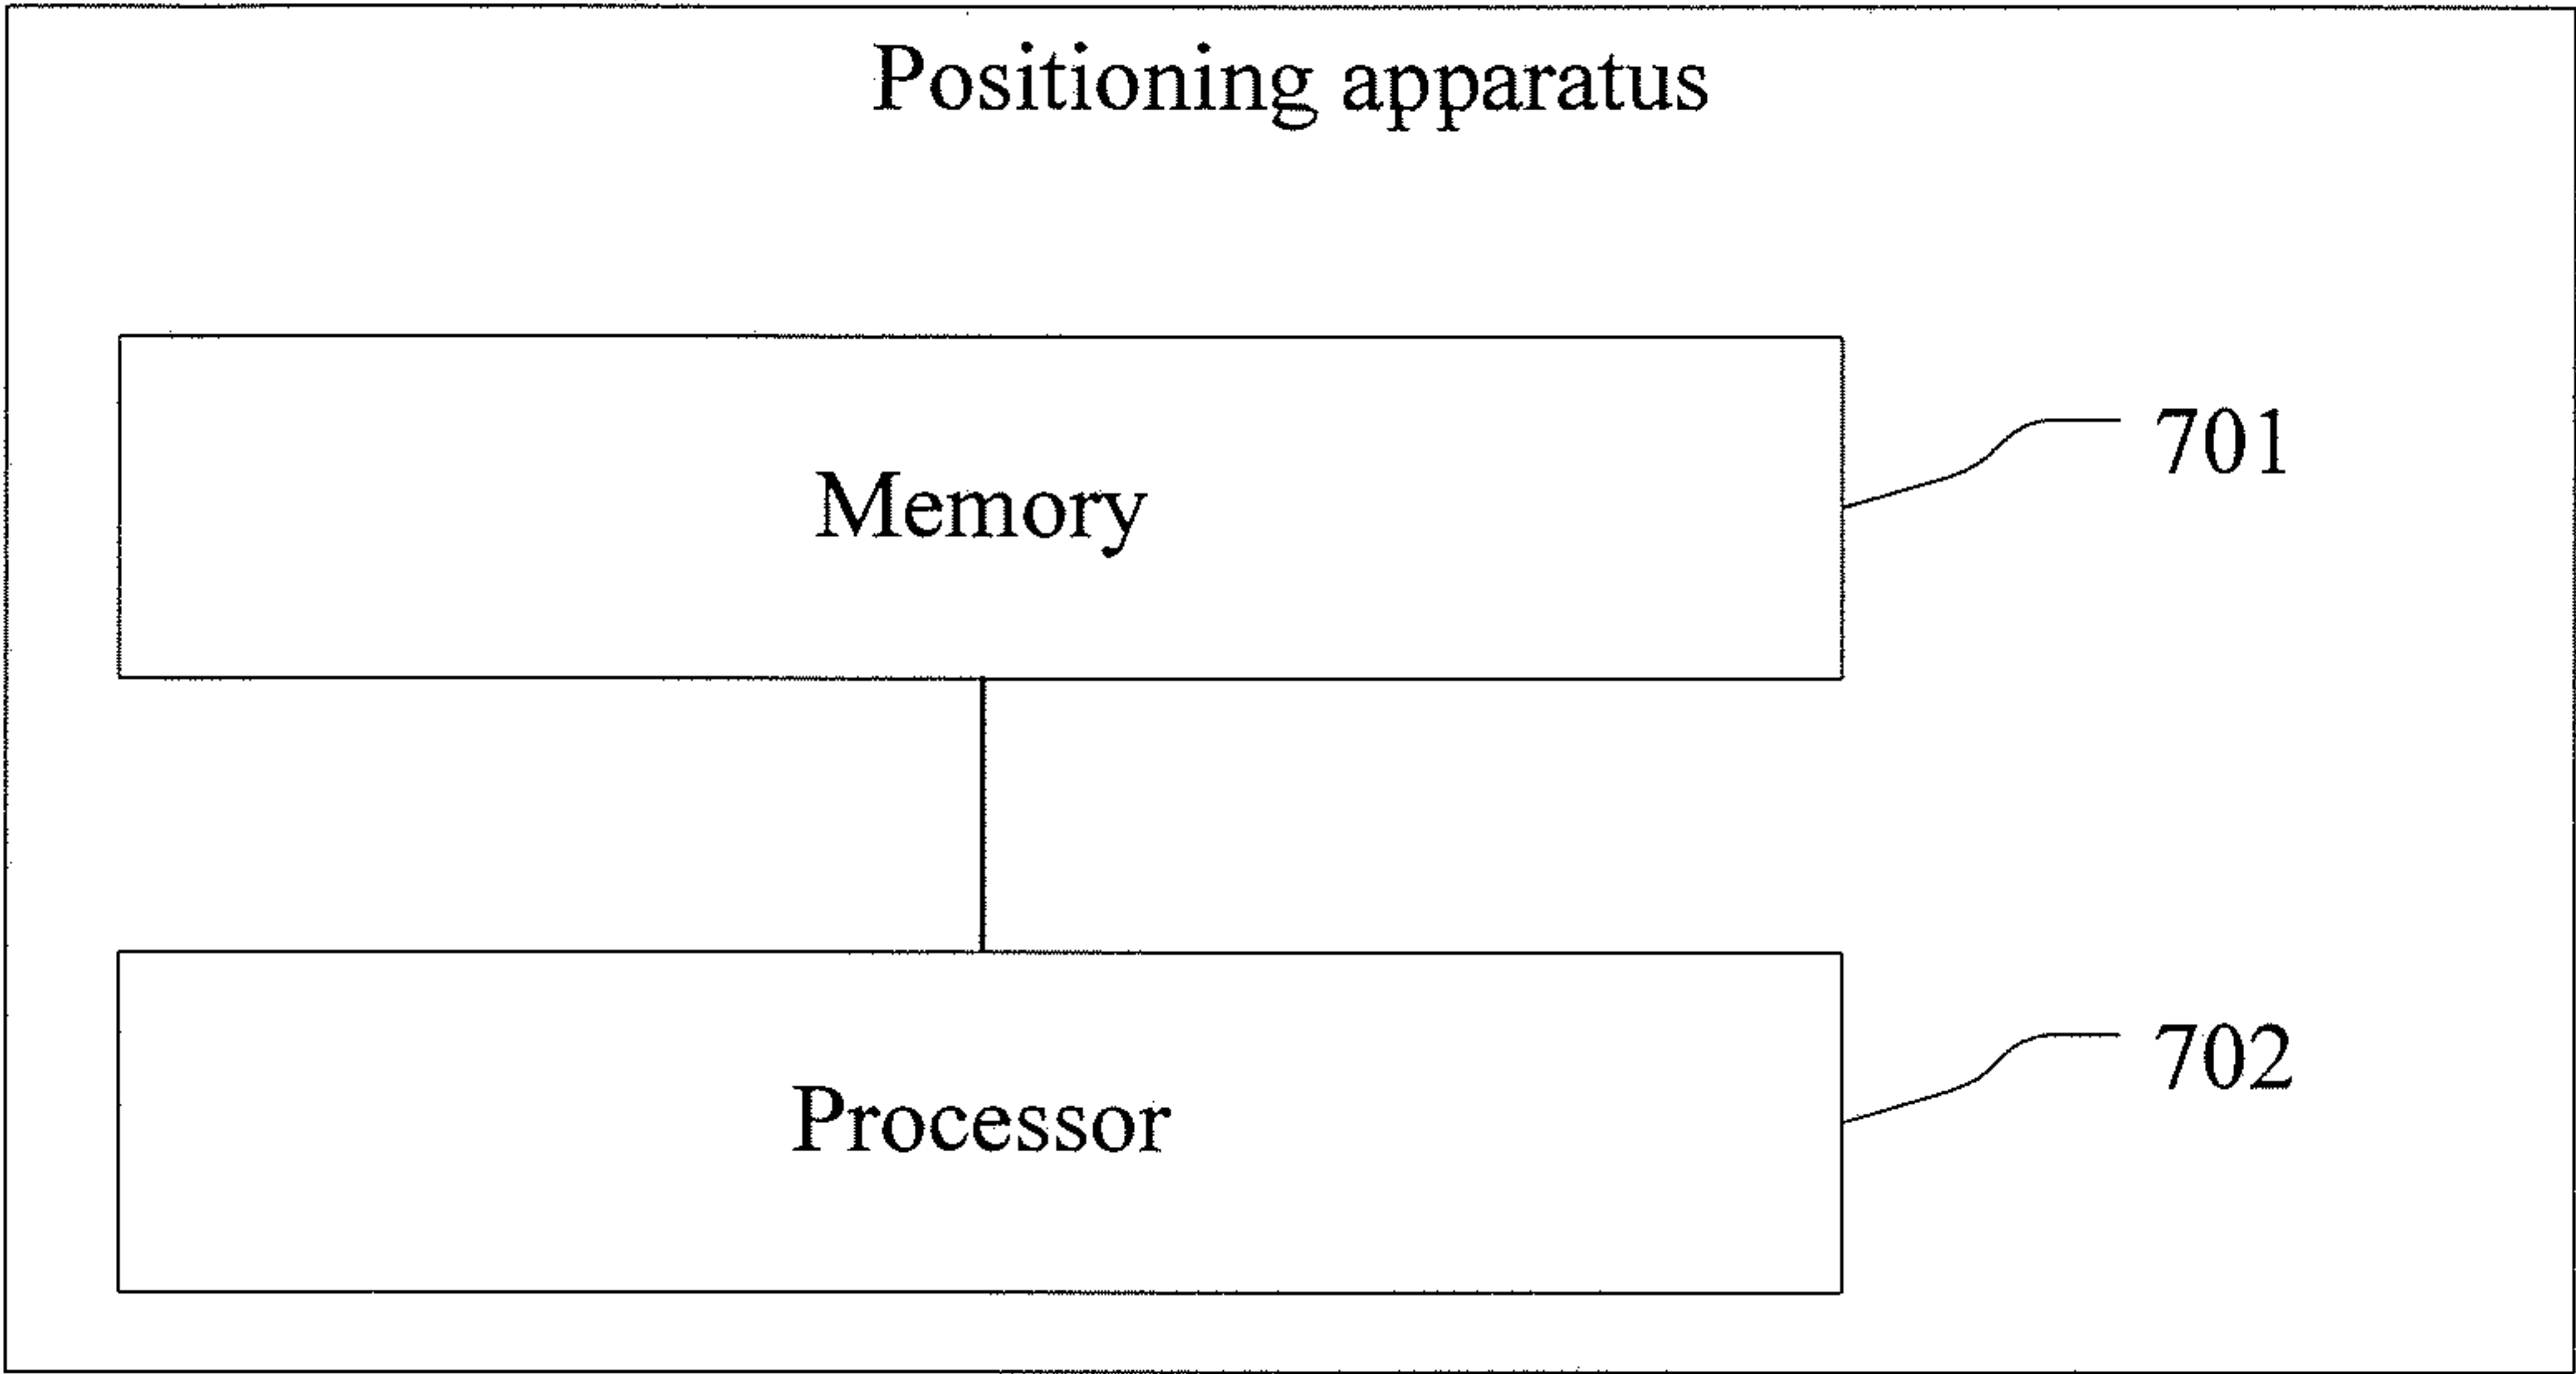 Positioning apparatus
Memory
701
Processor
702